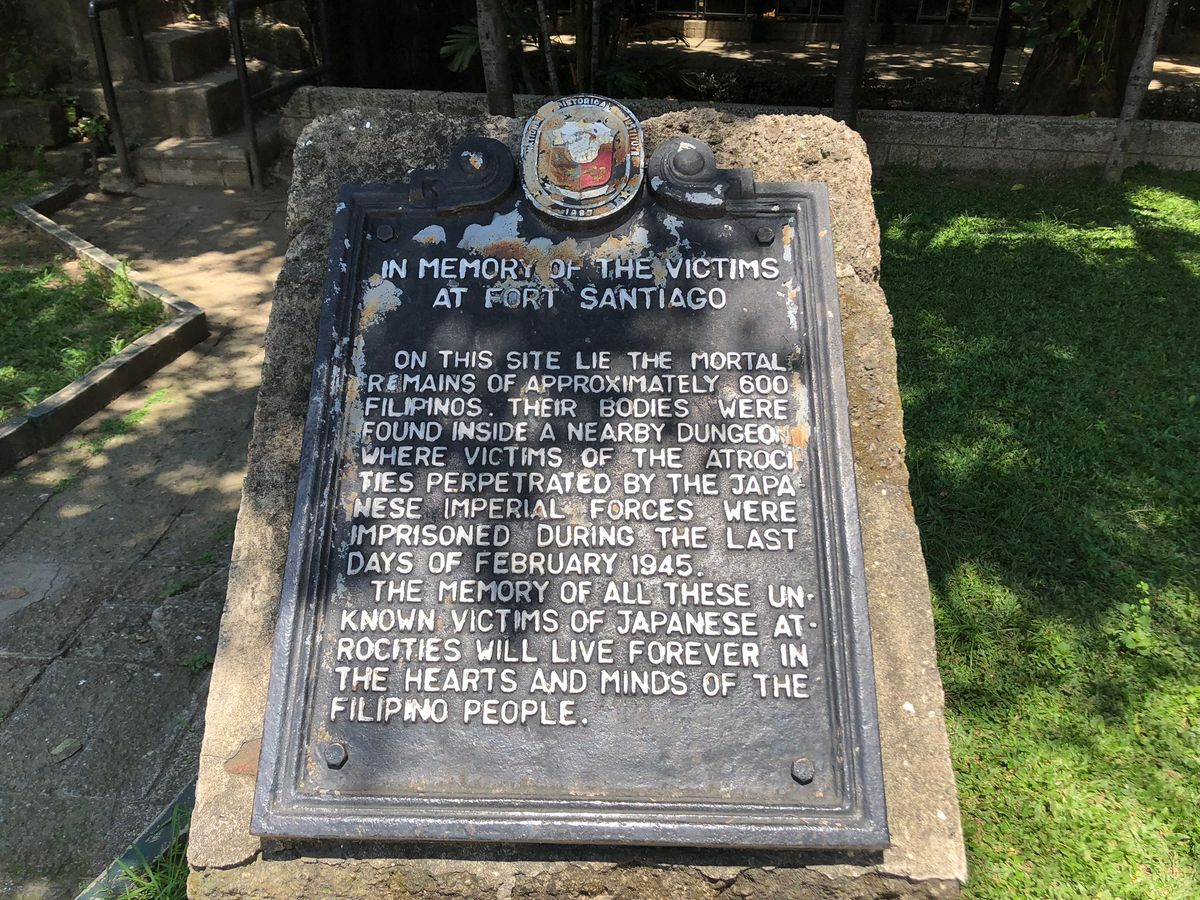 HISTORICAL
IN MEMORY OF THE VICTIMS
AT FORT SANTIAGO
ON THIS SITE LIE THE MORTAL
REMAINS OF APPROXIMATELY 600
FILIPINOS. THEIR BODIES WERE
FOUND INSIDE A NEARBY DUNGEON
WHERE VICTIMS OF THE ATROCI
TIES PERPETRATED BY THE JAPA
NESE IMPERIAL FORCES WERE
IMPRISONED DURING THE LAST
DAYS OF FEBRUARY 1945.
THE MEMORY OF ALL THESE UN-
KNOWN VICTIMS OF JAPANESE AT-
ROCITIES WILL LIVE FOREVER IN
THE HEARTS AND MINDS OF THE
FILIPINO PEOPLE.